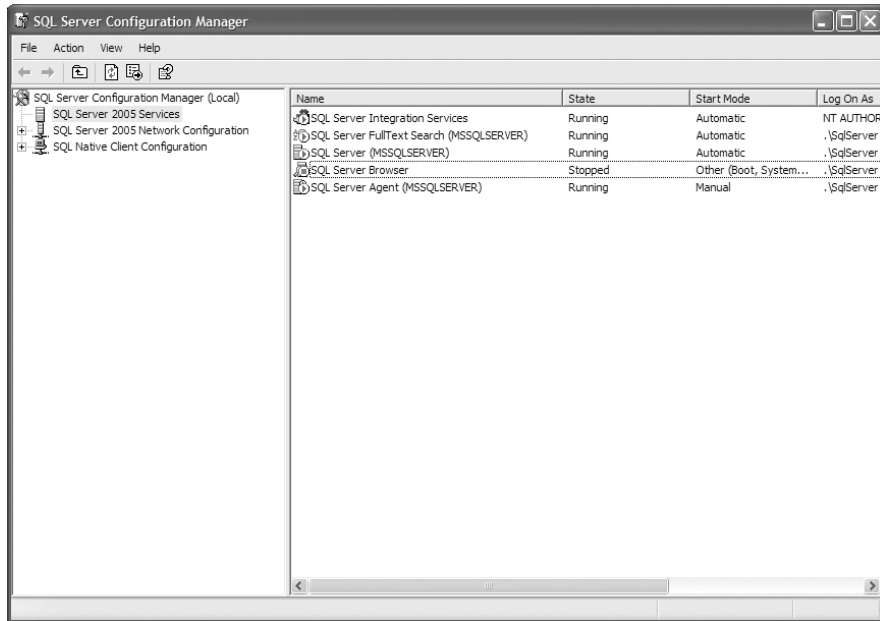 SQL Server Configuration Manager
File Action View Help
SQL Server Configuration Manager (Local)
SQL Server 2005 Services
SQL Server 2005 Network Configuration
SQL Native Client Configuration
Name State Start Mode Log On As
SQL Server Integration Services Running Automatic NT AUTHOR
SQL Server FullText Search (MSSQLSERVER) Running Automatic .\SqlServer
SQL Server (MSSQLSERVER) Running Automatic .\SqlServer
SQL Server Browser Stopped Other (Boot, System... .\SqlServer
SQL Server Agent (MSSQLSERVER) Running Manual .\SqlServer